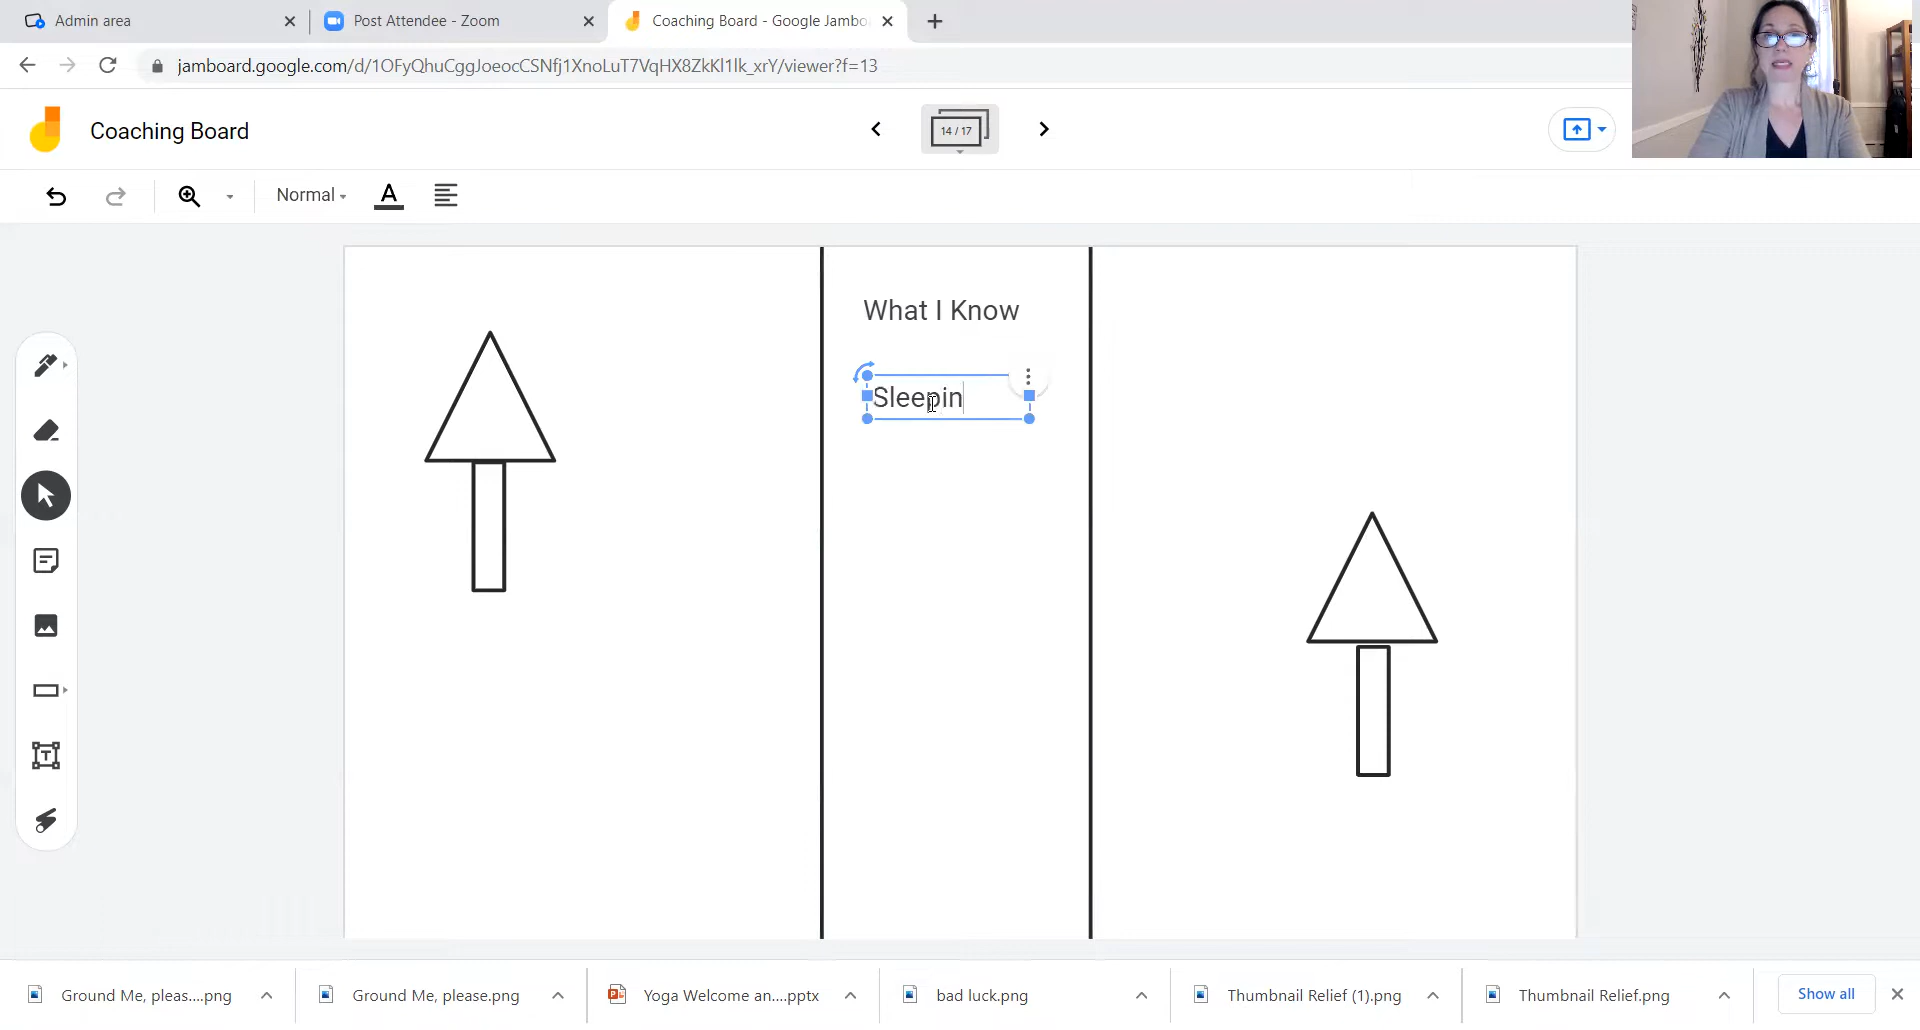 Admin area
Post Attendee - Zoom
Coaching Board - Google Jambo
jamboard.google.com/d/1OFyQhuCggJoeocCSNfj1XnoLuT7VqHX8ZkKl1lk_xrY/viewer?f=13
Coaching Board
14 / 17
Normal
A
What I Know
Sleepin
T
Ground Me, pleas....png
Ground Me, please.png
Yoga Welcome an....pptx
bad luck.png
Thumbnail Relief (1).png
Thumbnail Relief.png
Show all